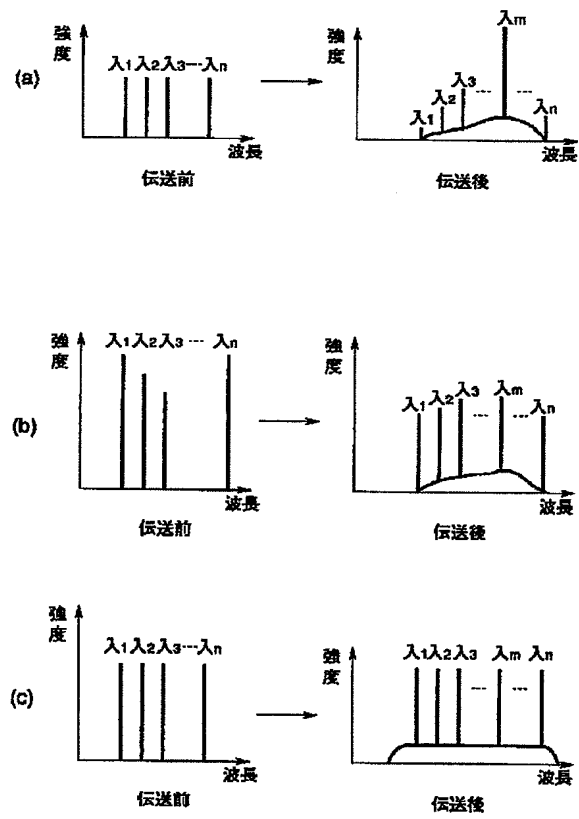 (a)
強度
λ1 λ2 λ3 --- λn
波長
伝送前
強度
λ1 λ2 λ3 --- λm --- λn
波長
伝送後
(b)
強度
λ1 λ2 λ3 --- λn
波長
伝送前
強度
λ1 λ2 λ3 --- λm --- λn
波長
伝送後
(c)
強度
λ1 λ2 λ3 --- λn
波長
伝送前
強度
λ1 λ2 λ3 --- λm --- λn
波長
伝送後